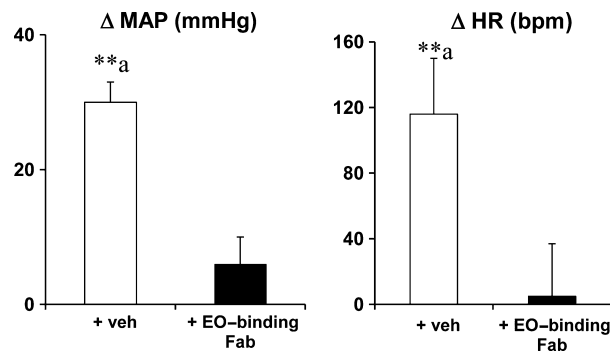 Δ MAP (mmHg)
40
20
0
**a
+ veh
+ EO–binding
Fab
Δ HR (bpm)
160
120
80
40
0
**a
+ veh
+ EO–binding
Fab